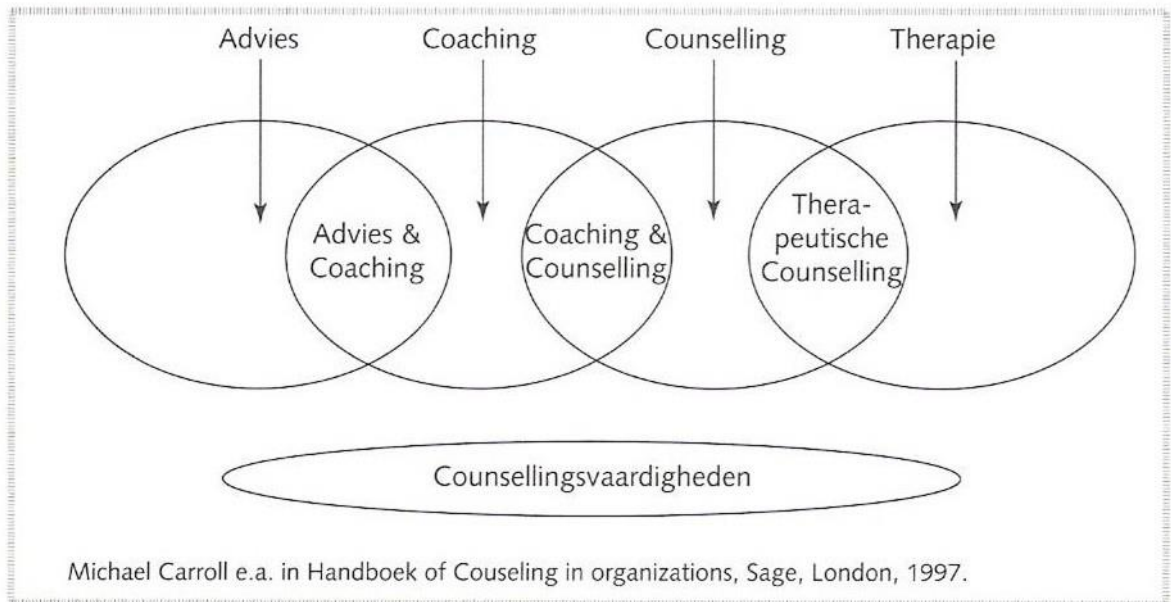 Advies
Coaching
Counselling
Therapie
Advies &
Coaching
Coaching &
Counselling
Thera-
peutische
Counselling
Counsellingsvaardigheden
Michael Carroll e.a. in Handboek of Couseling in organizations, Sage, London, 1997.